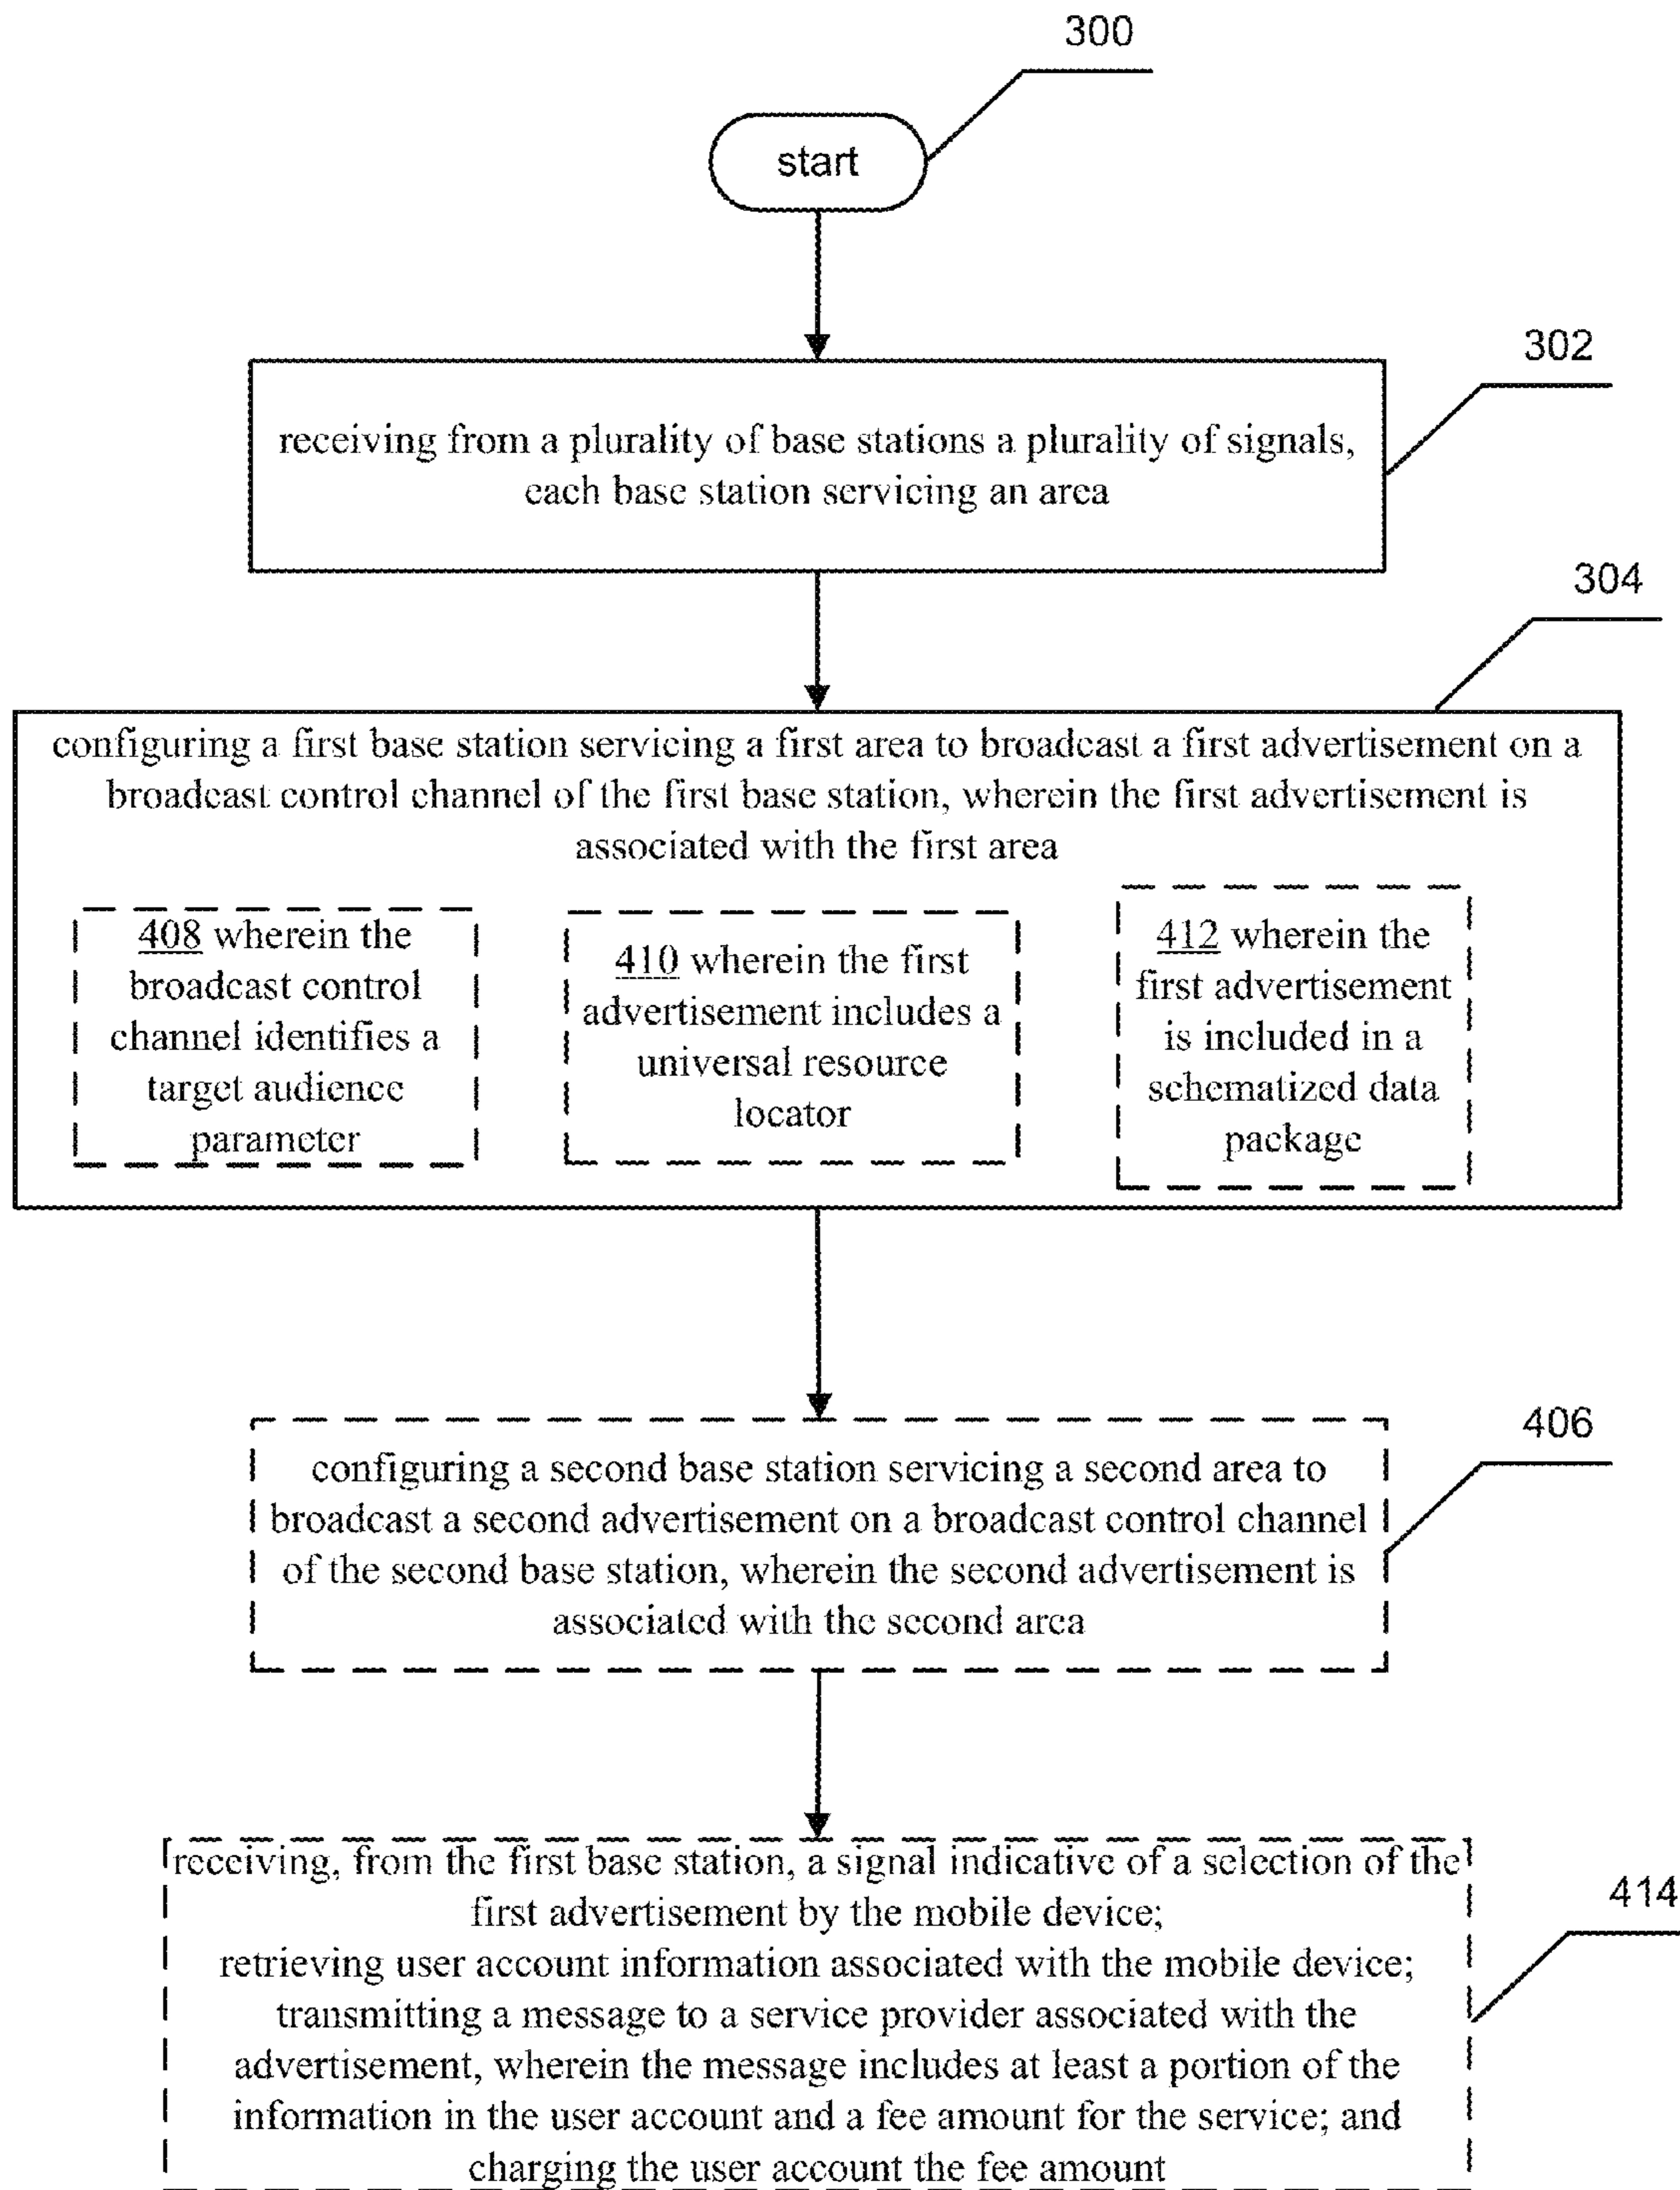 300
start
302
receiving from a plurality of base stations a plurality of signals,
each base station servicing an area
304
configuring a first base station servicing a first area to broadcast a first advertisement on a
broadcast control channel of the first base station, wherein the first advertisement is
associated with the first area
408 wherein the
broadcast control
channel identifies a
target audience
parameter
410 wherein the first
advertisement includes a
universal resource
locator
412 wherein the
first advertisement
is included in a
schematized data
package
406
configuring a second base station servicing a second area to
broadcast a second advertisement on a broadcast control channel
of the second base station, wherein the second advertisement is
associated with the second area
414
receiving, from the first base station, a signal indicative of a selection of the
first advertisement by the mobile device;
retrieving user account information associated with the mobile device;
transmitting a message to a service provider associated with the
advertisement, wherein the message includes at least a portion of the
information in the user account and a fee amount for the service; and
charging the user account the fee amount